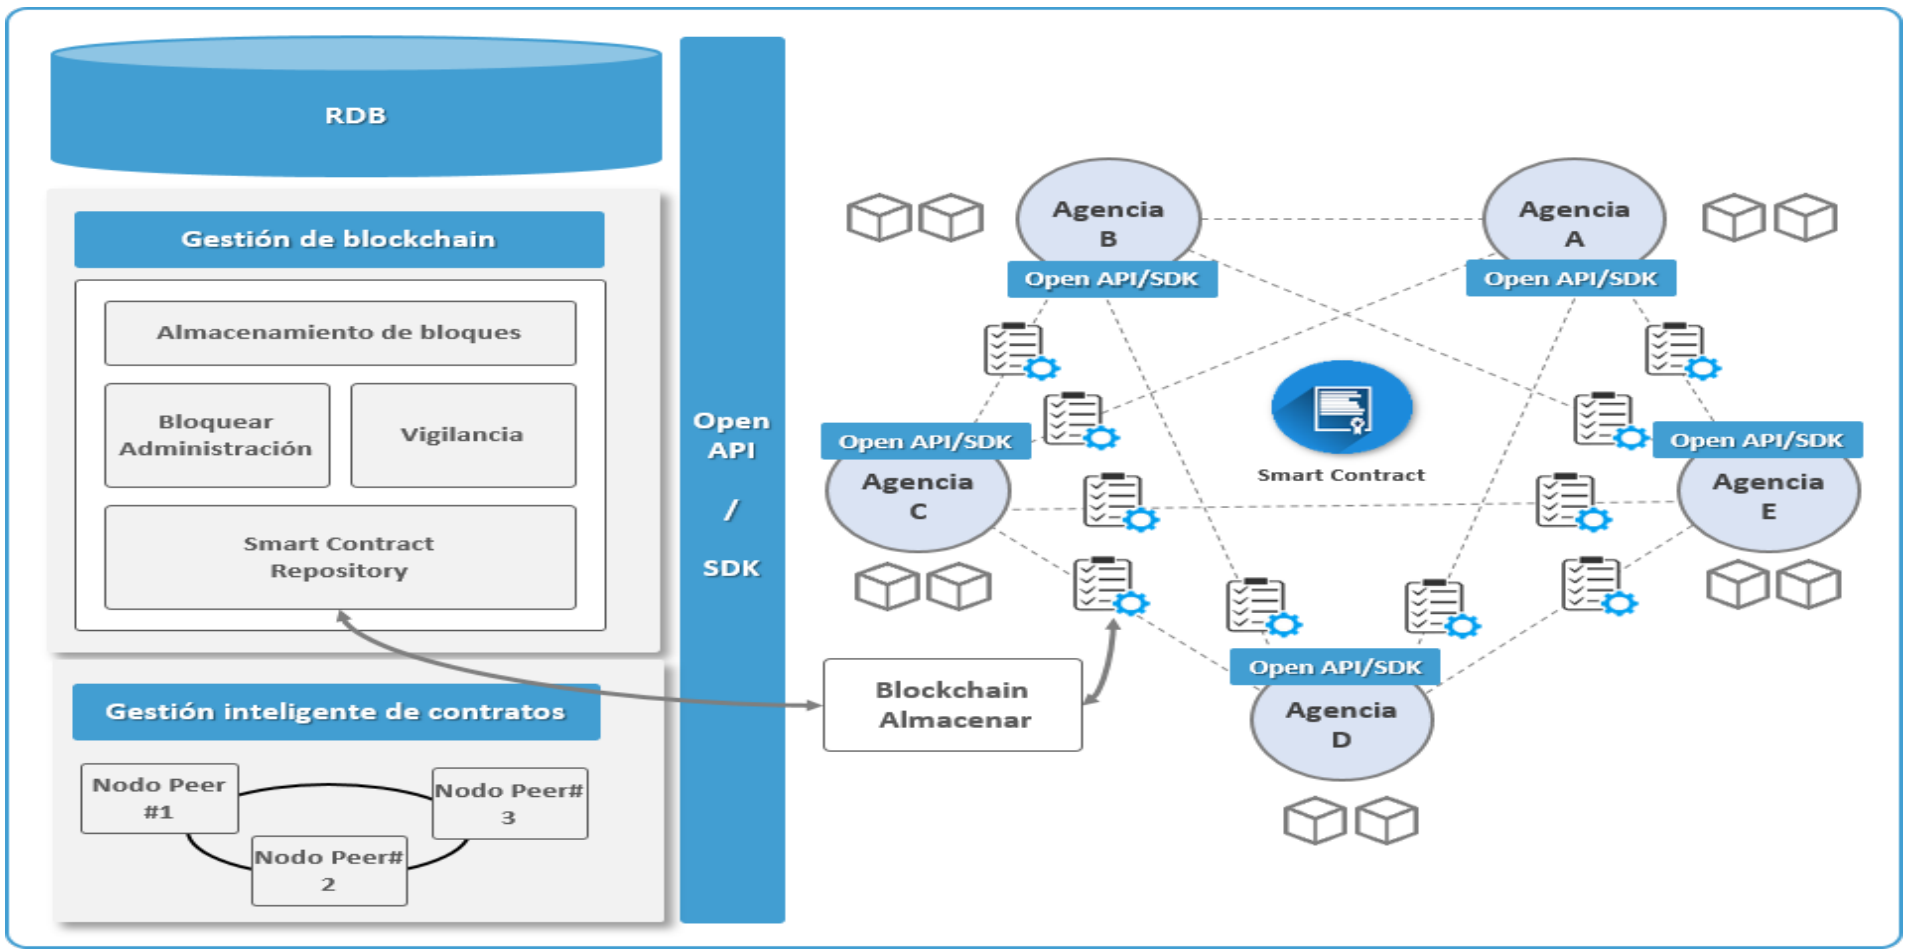 RDB
Gestión de blockchain
Almacenamiento de bloques
Bloquear
Administración
Vigilancia
Smart Contract
Repository
Gestión inteligente de contratos
Nodo Peer
#1
Nodo Peer#
3
Nodo Peer#
2
Open
API
/
SDK
Agencia
B
Open API/SDK
Agencia
A
Open API/SDK
Open API/SDK
Agencia
C
Smart Contract
Open API/SDK
Agencia
E
Blockchain
Almacenar
Open API/SDK
Agencia
D